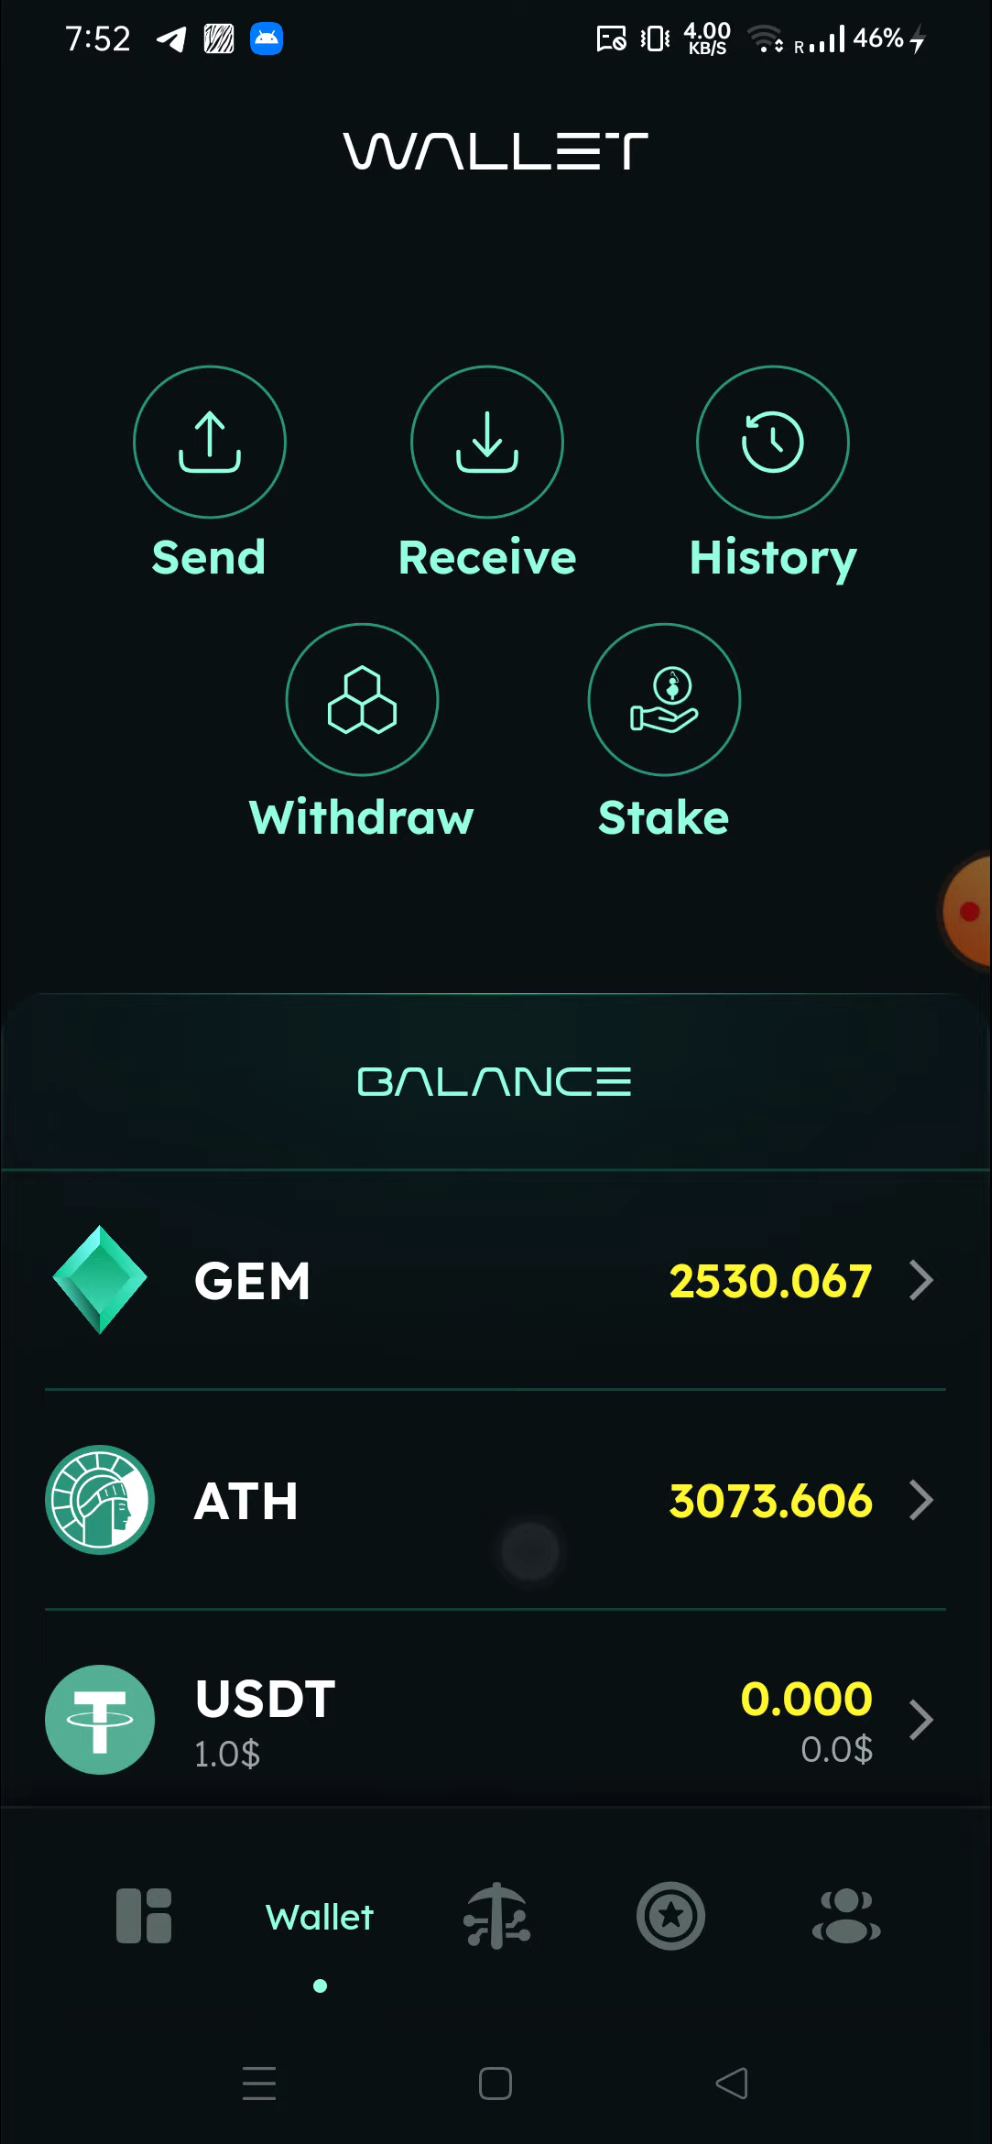 7:52 4.00 KB/S R 46%
WALLET
Send Receive History
Withdraw Stake
BALANCE
GEM 2530.067
ATH 3073.606
USDT 0.000
1.0$ 0.0$
Wallet